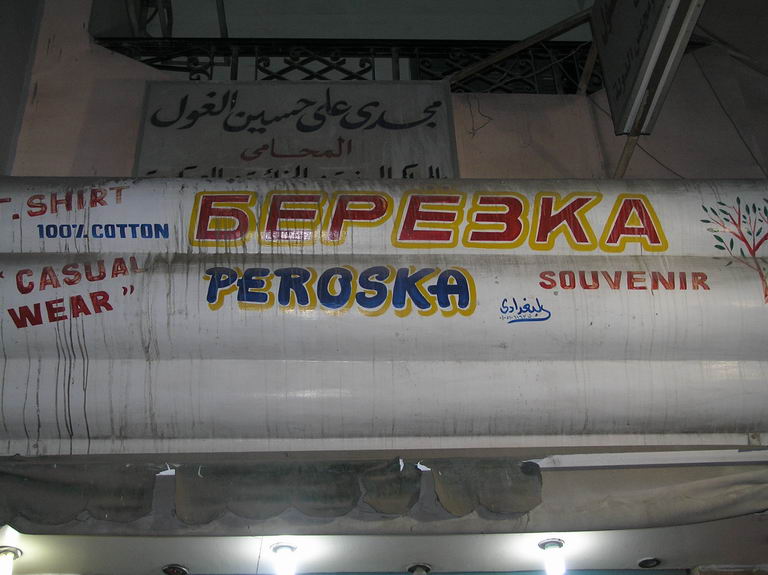 مجدى على حسين الغول
المحامى
T. SHIRT
100% COTTON
БЕРЕЗКА
"CASUAL
WEAR"
PEROSKA
SOUVENIR